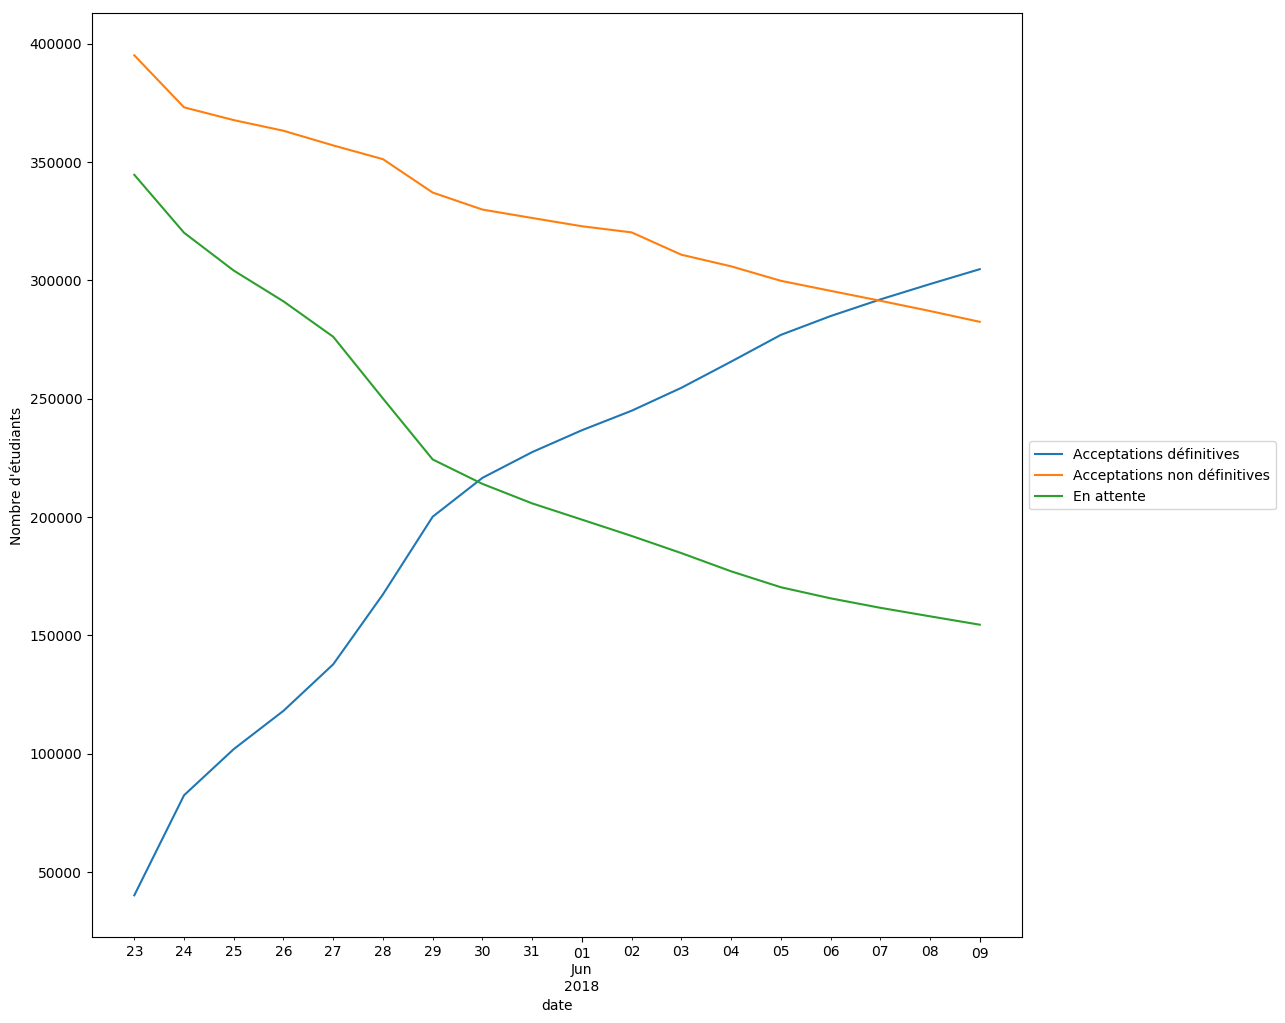 400000
350000
300000
250000
200000
150000
100000
50000
Nombre d'étudiants
23 24 25 26 27 28 29 30 31 01 02 03 04 05 06 07 08 09
Jun
2018
date
Acceptations définitives
Acceptations non définitives
En attente